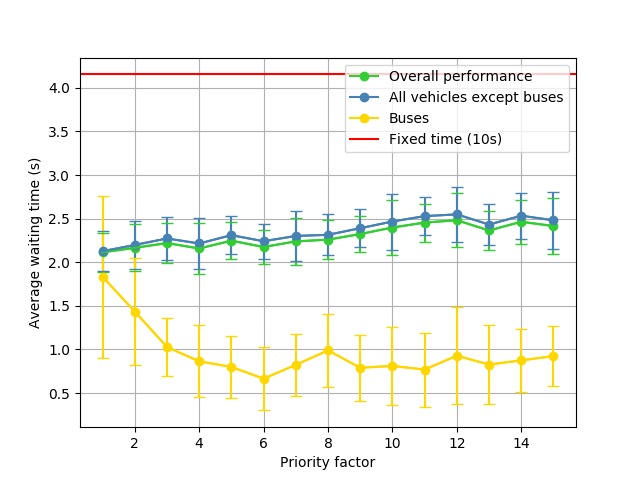 Overall performance
All vehicles except buses
Buses
Fixed time (10s)
Average waiting time (s)
4.0
3.5
3.0
2.5
2.0
1.5
1.0
0.5
2 4 6 8 10 12 14
Priority factor